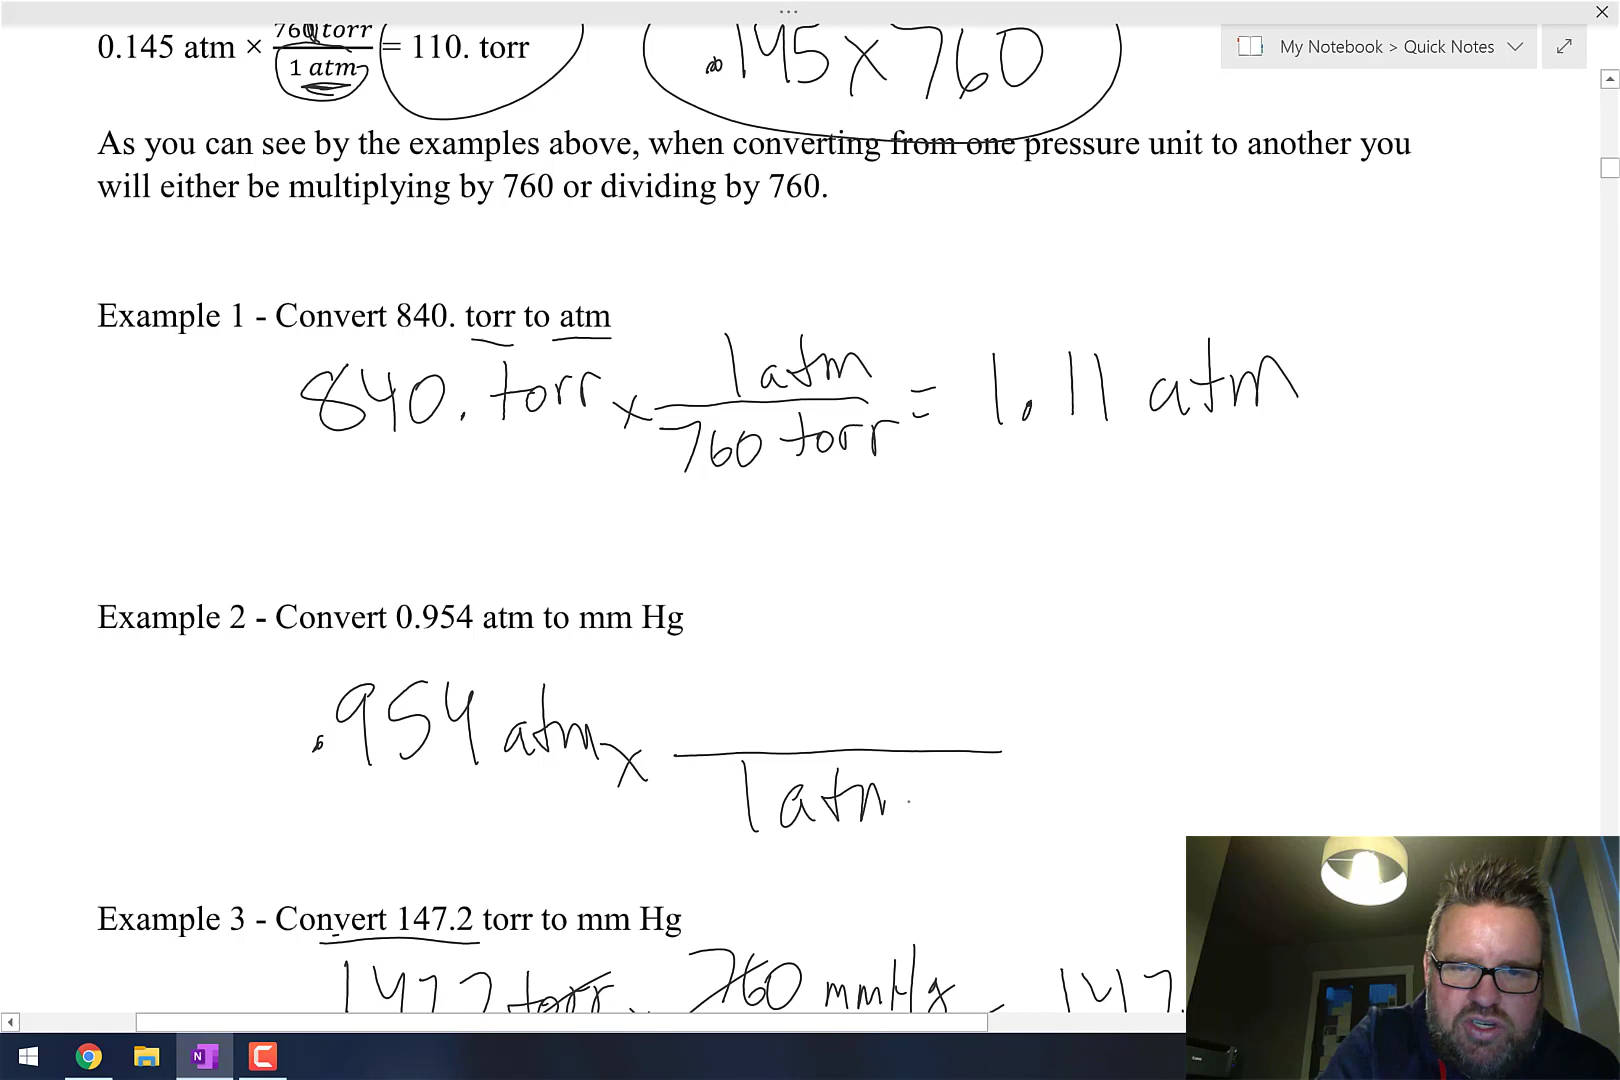 My Notebook > Quick Notes
0.145 atm × 760 torr / 1 atm = 110. torr
.145 x 760
As you can see by the examples above, when converting from one pressure unit to another you
will either be multiplying by 760 or dividing by 760.
Example 1 - Convert 840. torr to atm
840. torr x 1 atm / 760 torr = 1.11 atm
Example 2 - Convert 0.954 atm to mm Hg
.954 atm x
1 atm
Example 3 - Convert 147.2 torr to mm Hg
torr 760 mmHg = 147.